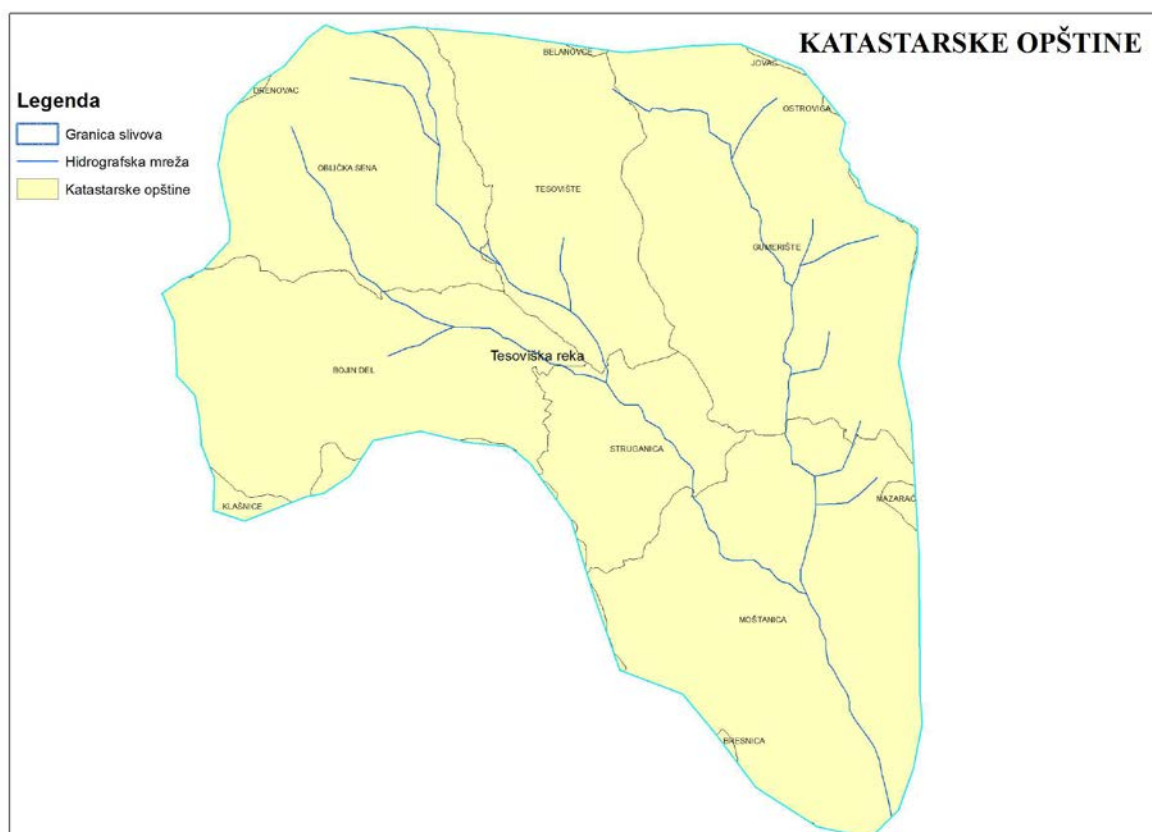 KATASTARSKE OPŠTINE
Legenda
Granica slivova
Hidrografska mreža
Katastarske opštine
BELANOVCE
JOVAC
DRENOVAC
OSTROVICA
OBLIČKA SENA
TESOVIŠTE
GUMERIŠTE
Tesoviška reka
BOJIN DEL
STRUGANICA
KLAŠNICE
MAZARAĆ
MOŠTANICA
BRESNICA